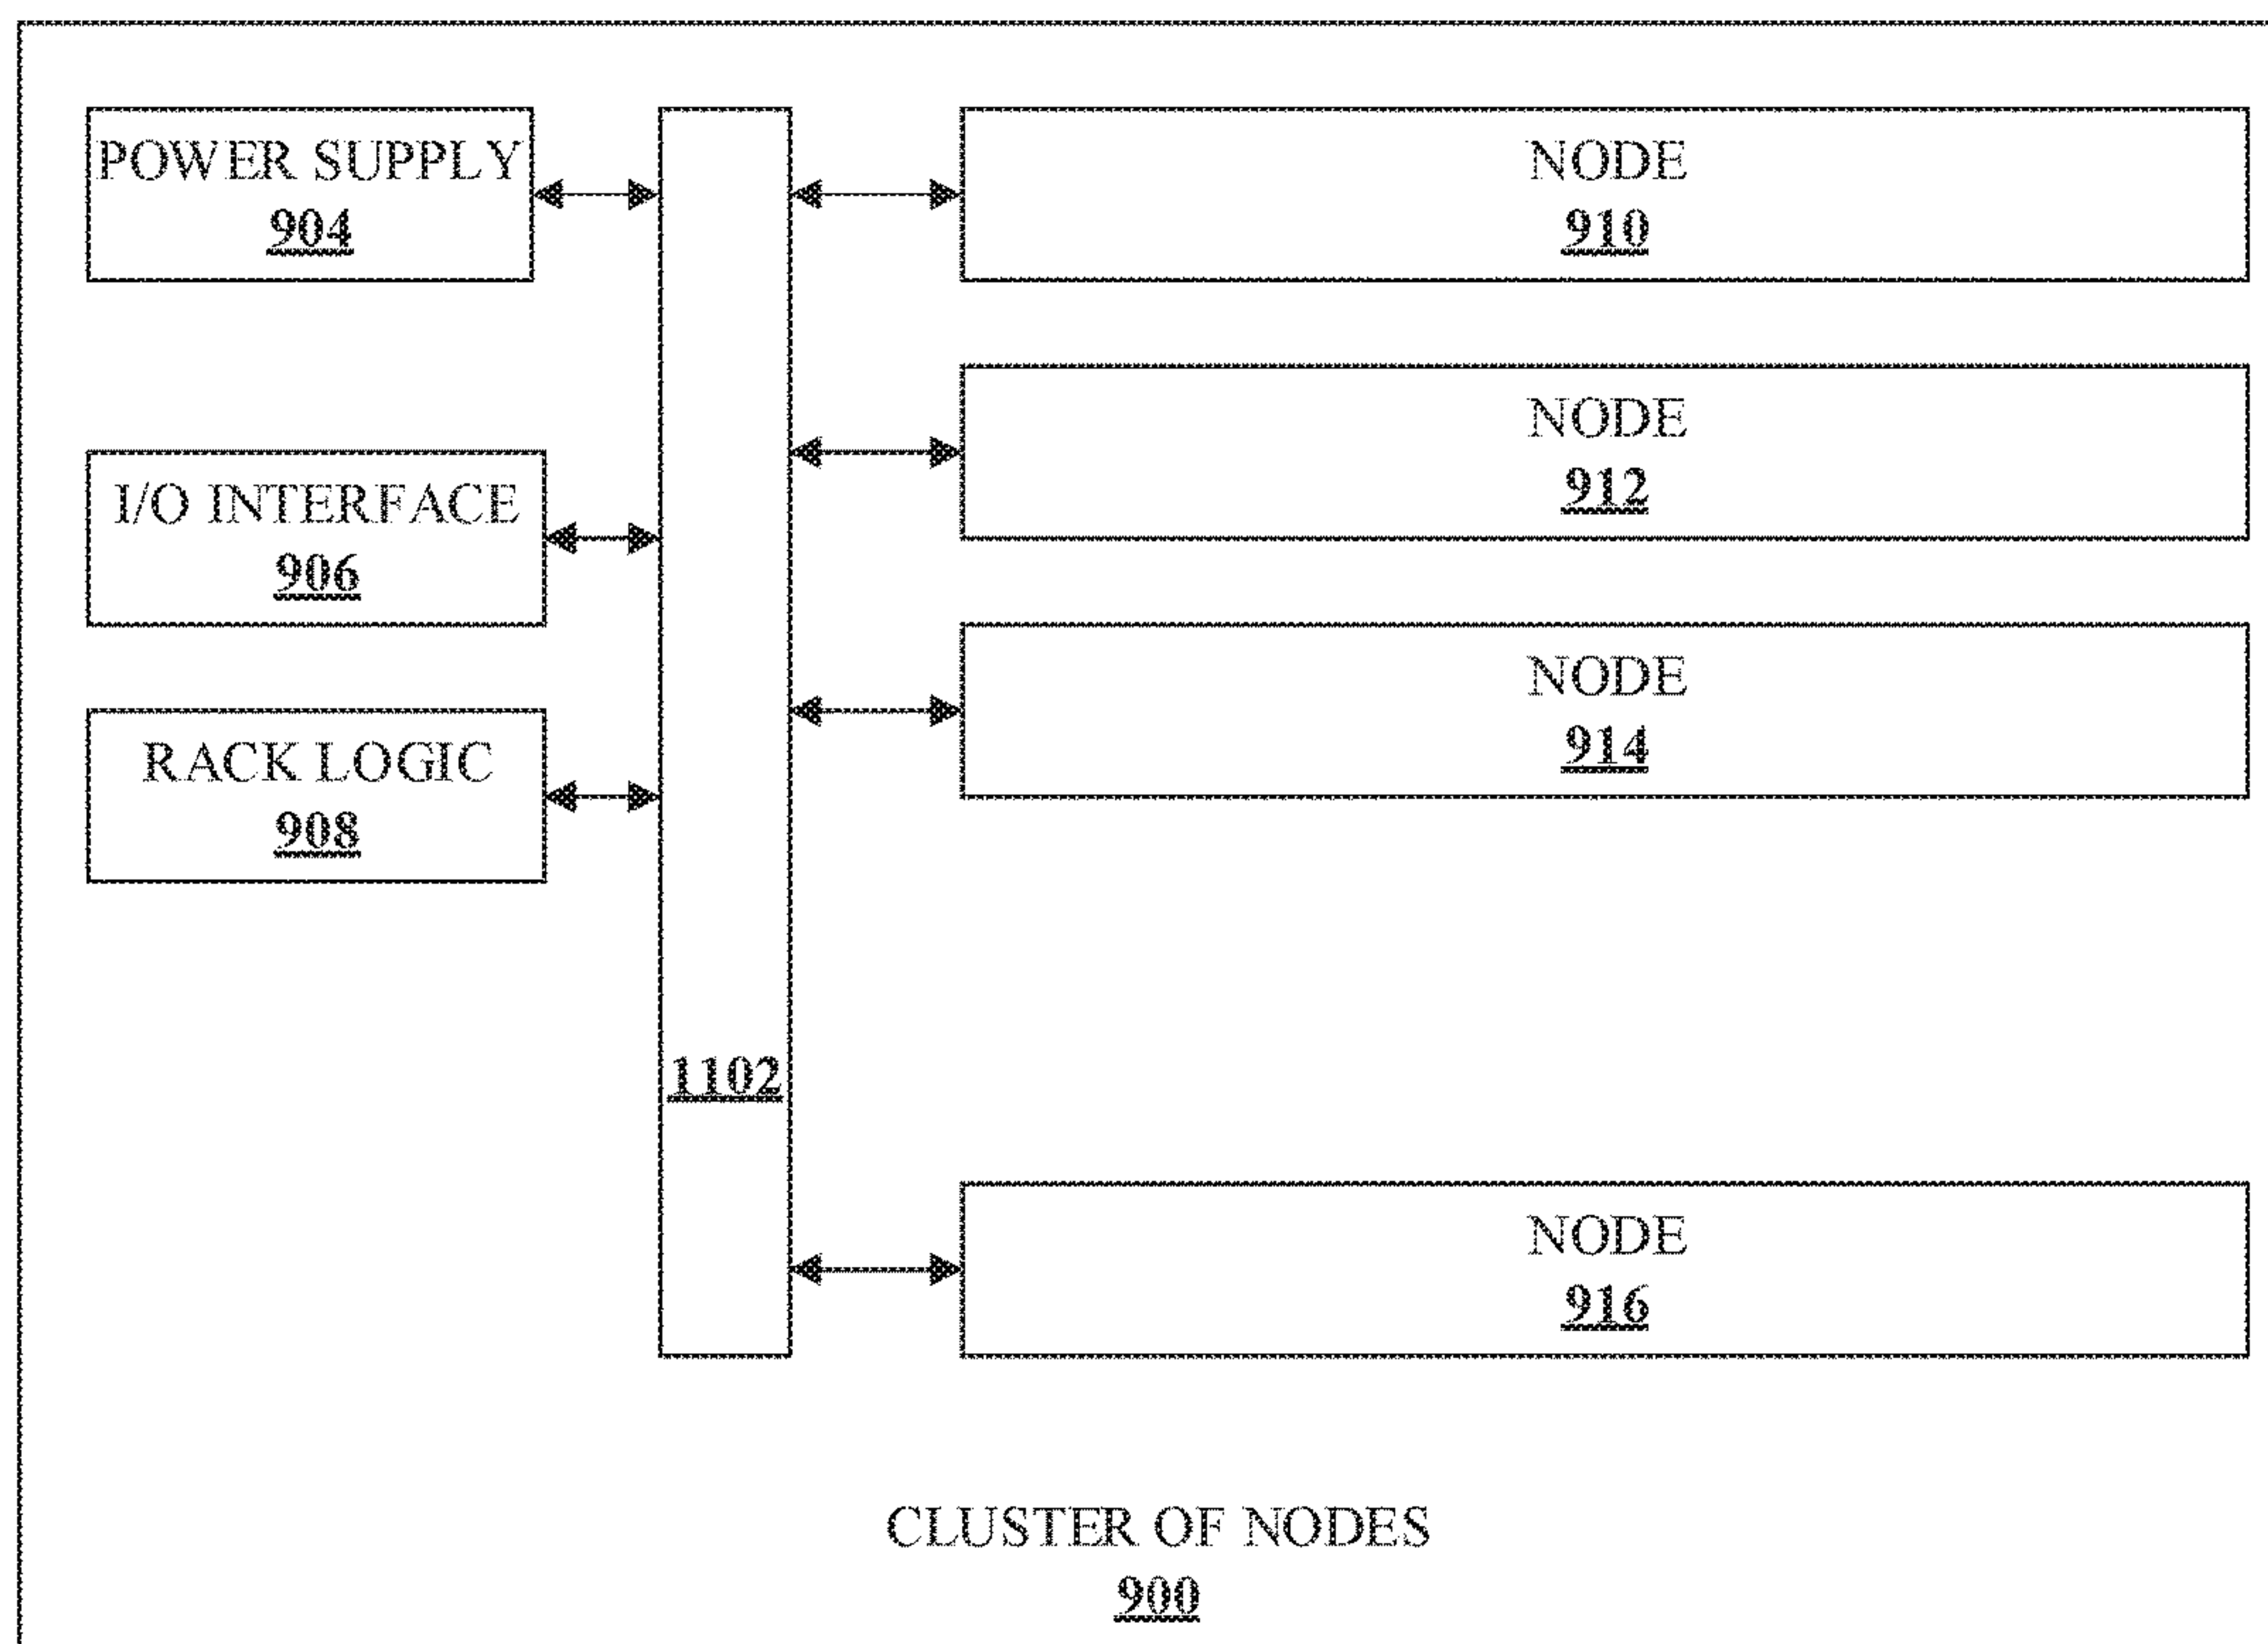 POWER SUPPLY
904
I/O INTERFACE
906
RACK LOGIC
908
1102
NODE
910
NODE
912
NODE
914
NODE
916
CLUSTER OF NODES
900